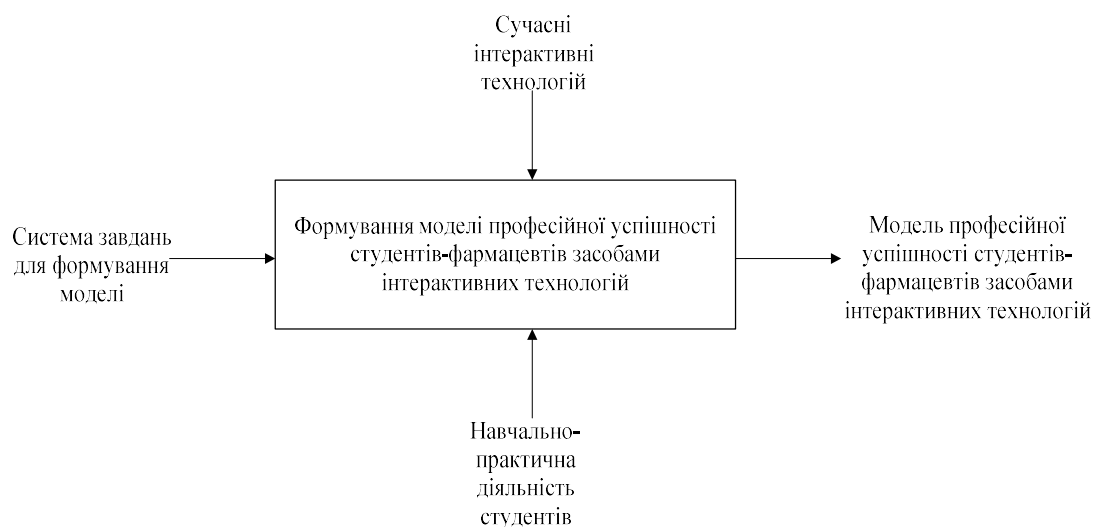 Сучасні
інтерактивні
технологій
Система завдань
для формування
моделі
Формування моделі професійної успішності
студентів-фармацевтів засобами
інтерактивних технологій
Модель професійної
успішності студентів-
фармацевтів засобами
інтерактивних технологій
Навчально-
практична
діяльність
студентів